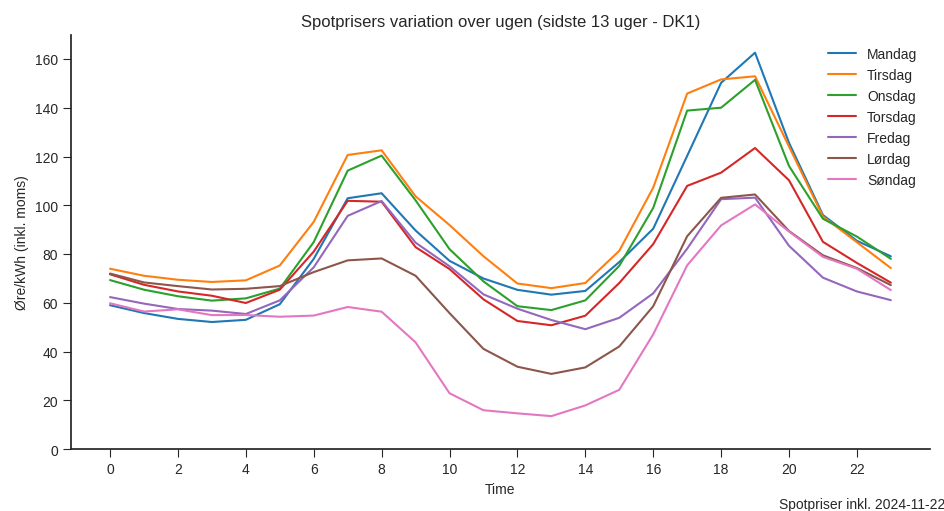 Spotprisers variation over ugen (sidste 13 uger - DK1)
Mandag
Tirsdag
Onsdag
Torsdag
Fredag
Lørdag
Søndag
Øre/kWh (inkl. moms)
160
140
120
100
80
60
40
20
0
0 2 4 6 8 10 12 14 16 18 20 22
Time
Spotpriser inkl. 2024-11-22